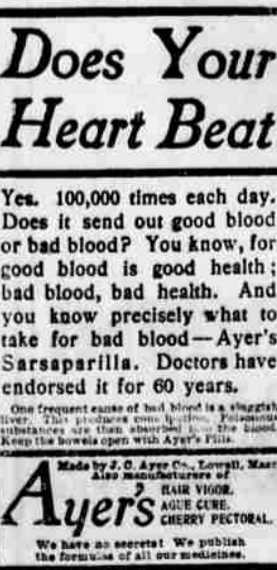 Does Your
Heart Beat
Yes. 100,000 times each day.
Does it send out good blood
or bad blood? You know, for
good blood is good health;
bad blood, bad health. And
you know precisely what to
take for bad blood—Ayer's
Sarsaparilla. Doctors have
endorsed it for 60 years.
One frequent cause of bad blood is a sluggish
liver. This produces constipation. Poisonous
substances are then absorbed into the blood.
Keep the bowels open with Ayer's Pills.
Made by J. C. Ayer Co., Lowell, Mass.
Also manufacturers of
Ayer's
HAIR VIGOR.
AGUE CURE.
CHERRY PECTORAL.
We have no secrets! We publish
the formulas of all our medicines.